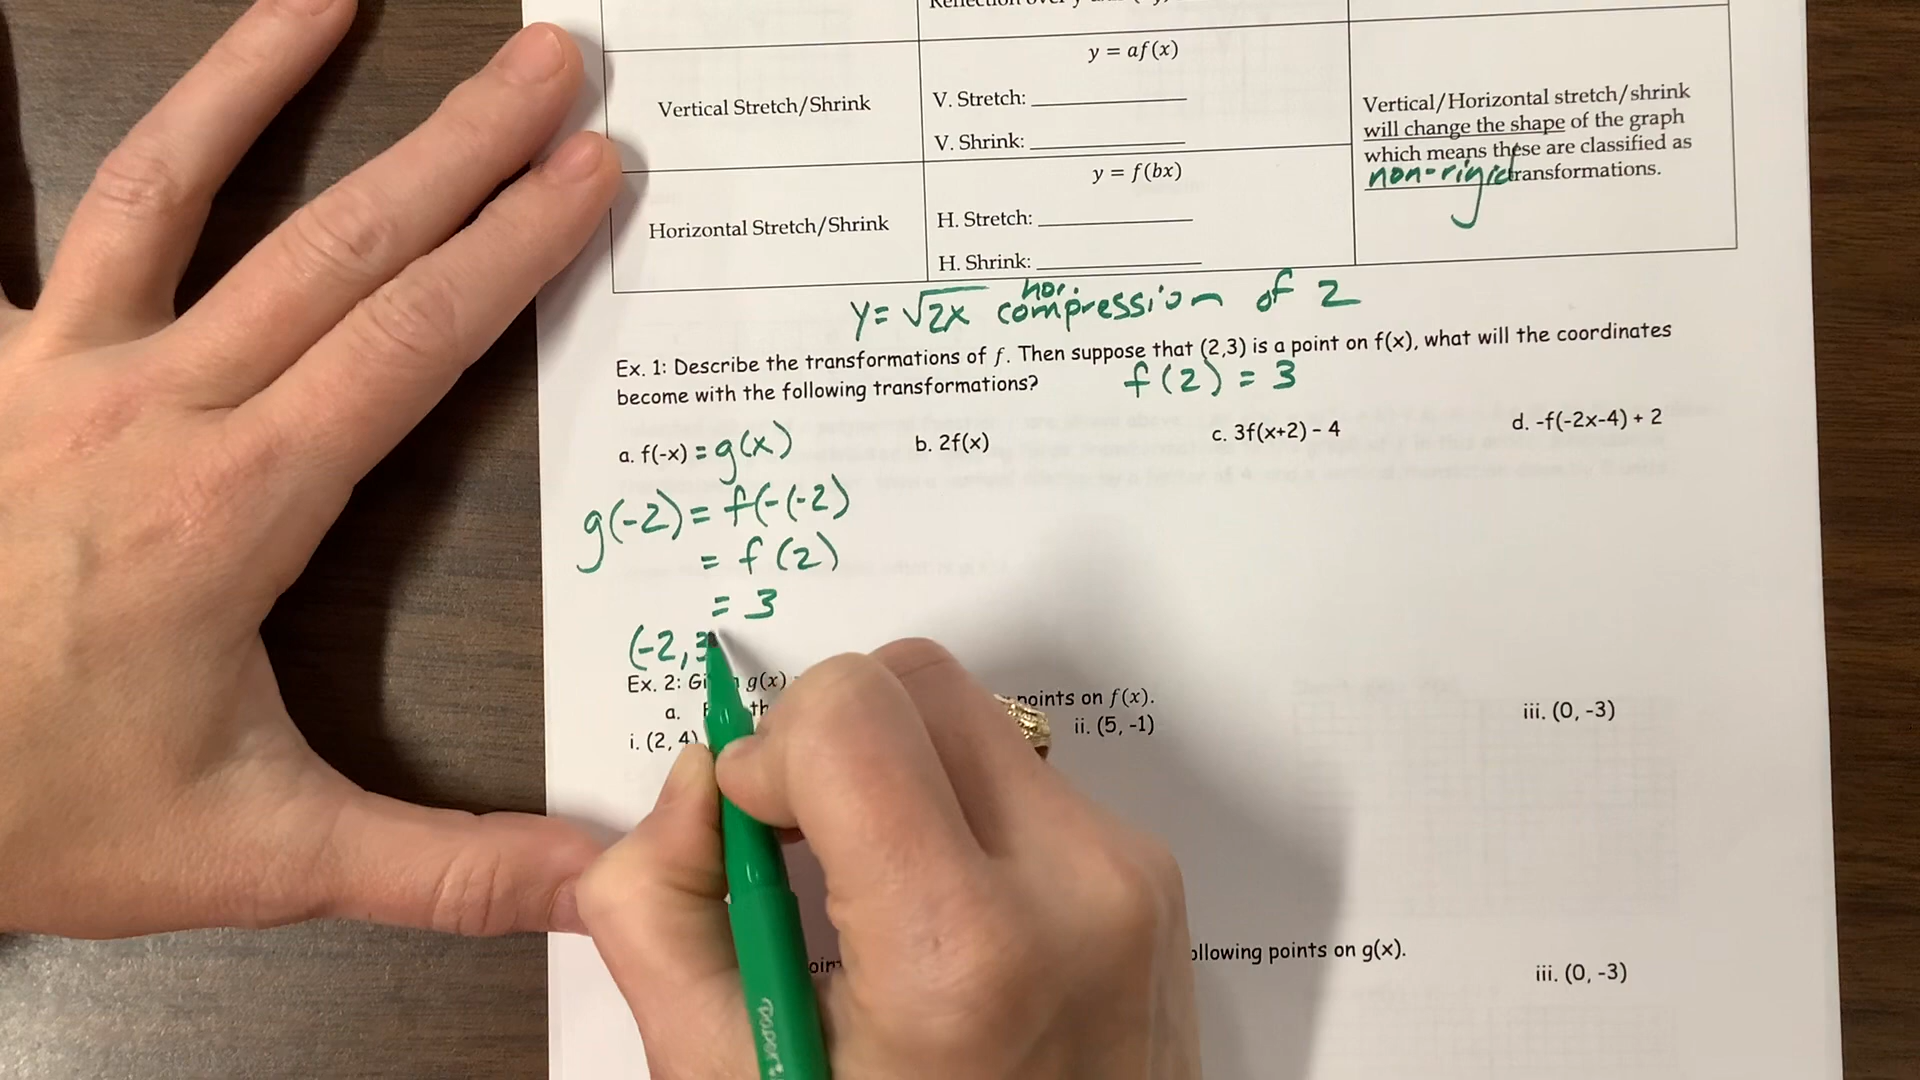 y = af(x)
Vertical Stretch/Shrink
V. Stretch:
V. Shrink:
Vertical/Horizontal stretch/shrink
will change the shape of the graph
which means these are classified as
non-rigid transformations.
y = f(bx)
Horizontal Stretch/Shrink
H. Stretch:
H. Shrink:
y = √2x hor. compression of 2
Ex. 1: Describe the transformations of f. Then suppose that (2,3) is a point on f(x), what will the coordinates
become with the following transformations? f(2) = 3
a. f(-x) = g(x) b. 2f(x) c. 3f(x+2) - 4 d. -f(-2x-4) + 2
g(-2) = f(-(-2)
= f(2)
= 3
(-2, 3
Ex. 2: g(x)
a. points on f(x).
i. (2, 4) ii. (5, -1) iii. (0, -3)
following points on g(x).
iii. (0, -3)